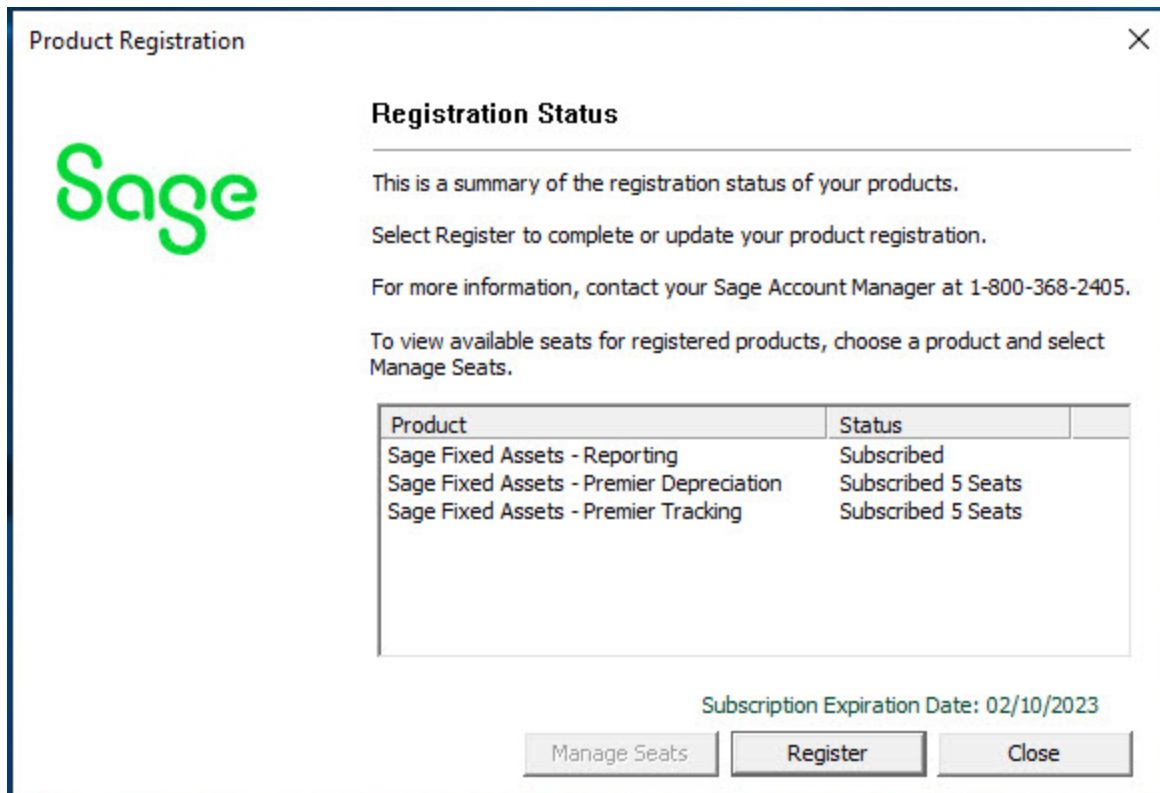 Product Registration
Sage
Registration Status
This is a summary of the registration status of your products.
Select Register to complete or update your product registration.
For more information, contact your Sage Account Manager at 1-800-368-2405.
To view available seats for registered products, choose a product and select
Manage Seats.
Product Status
Sage Fixed Assets - Reporting Subscribed
Sage Fixed Assets - Premier Depreciation Subscribed 5 Seats
Sage Fixed Assets - Premier Tracking Subscribed 5 Seats
Subscription Expiration Date: 02/10/2023
Manage Seats Register Close